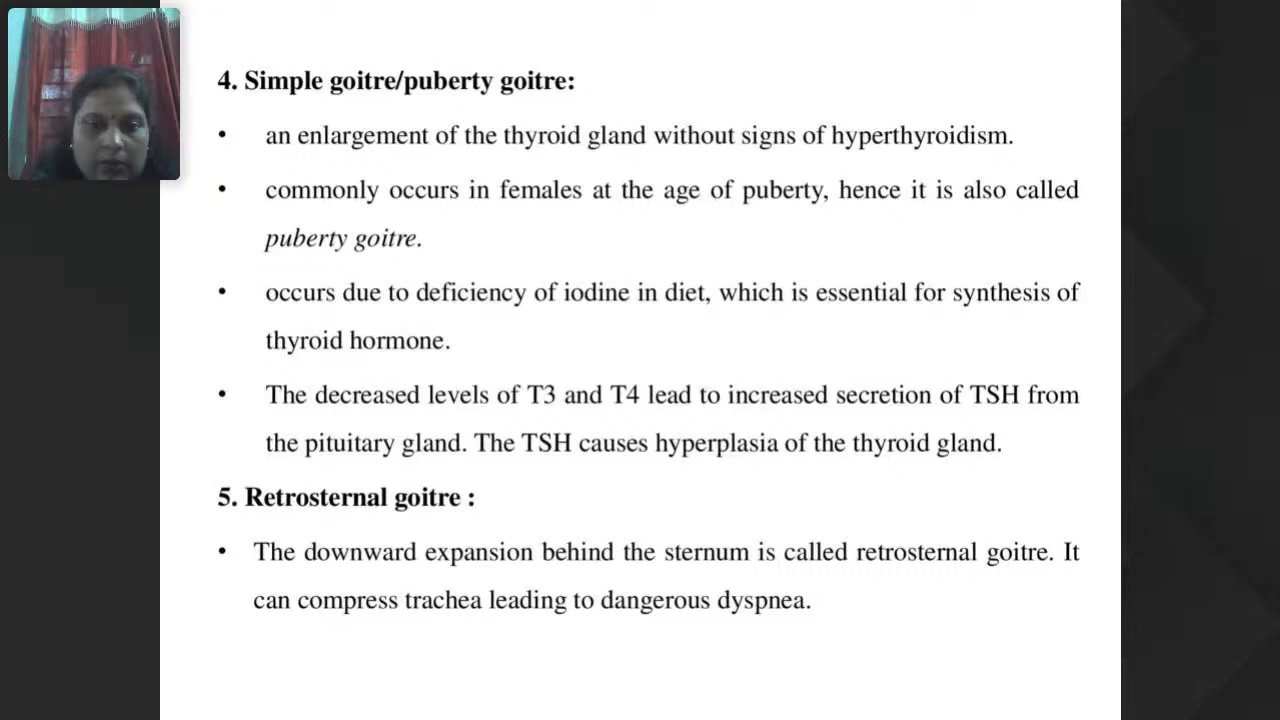 4. Simple goitre/puberty goitre:
• an enlargement of the thyroid gland without signs of hyperthyroidism.
• commonly occurs in females at the age of puberty, hence it is also called
puberty goitre.
• occurs due to deficiency of iodine in diet, which is essential for synthesis of
thyroid hormone.
• The decreased levels of T3 and T4 lead to increased secretion of TSH from
the pituitary gland. The TSH causes hyperplasia of the thyroid gland.
5. Retrosternal goitre :
• The downward expansion behind the sternum is called retrosternal goitre. It
can compress trachea leading to dangerous dyspnea.